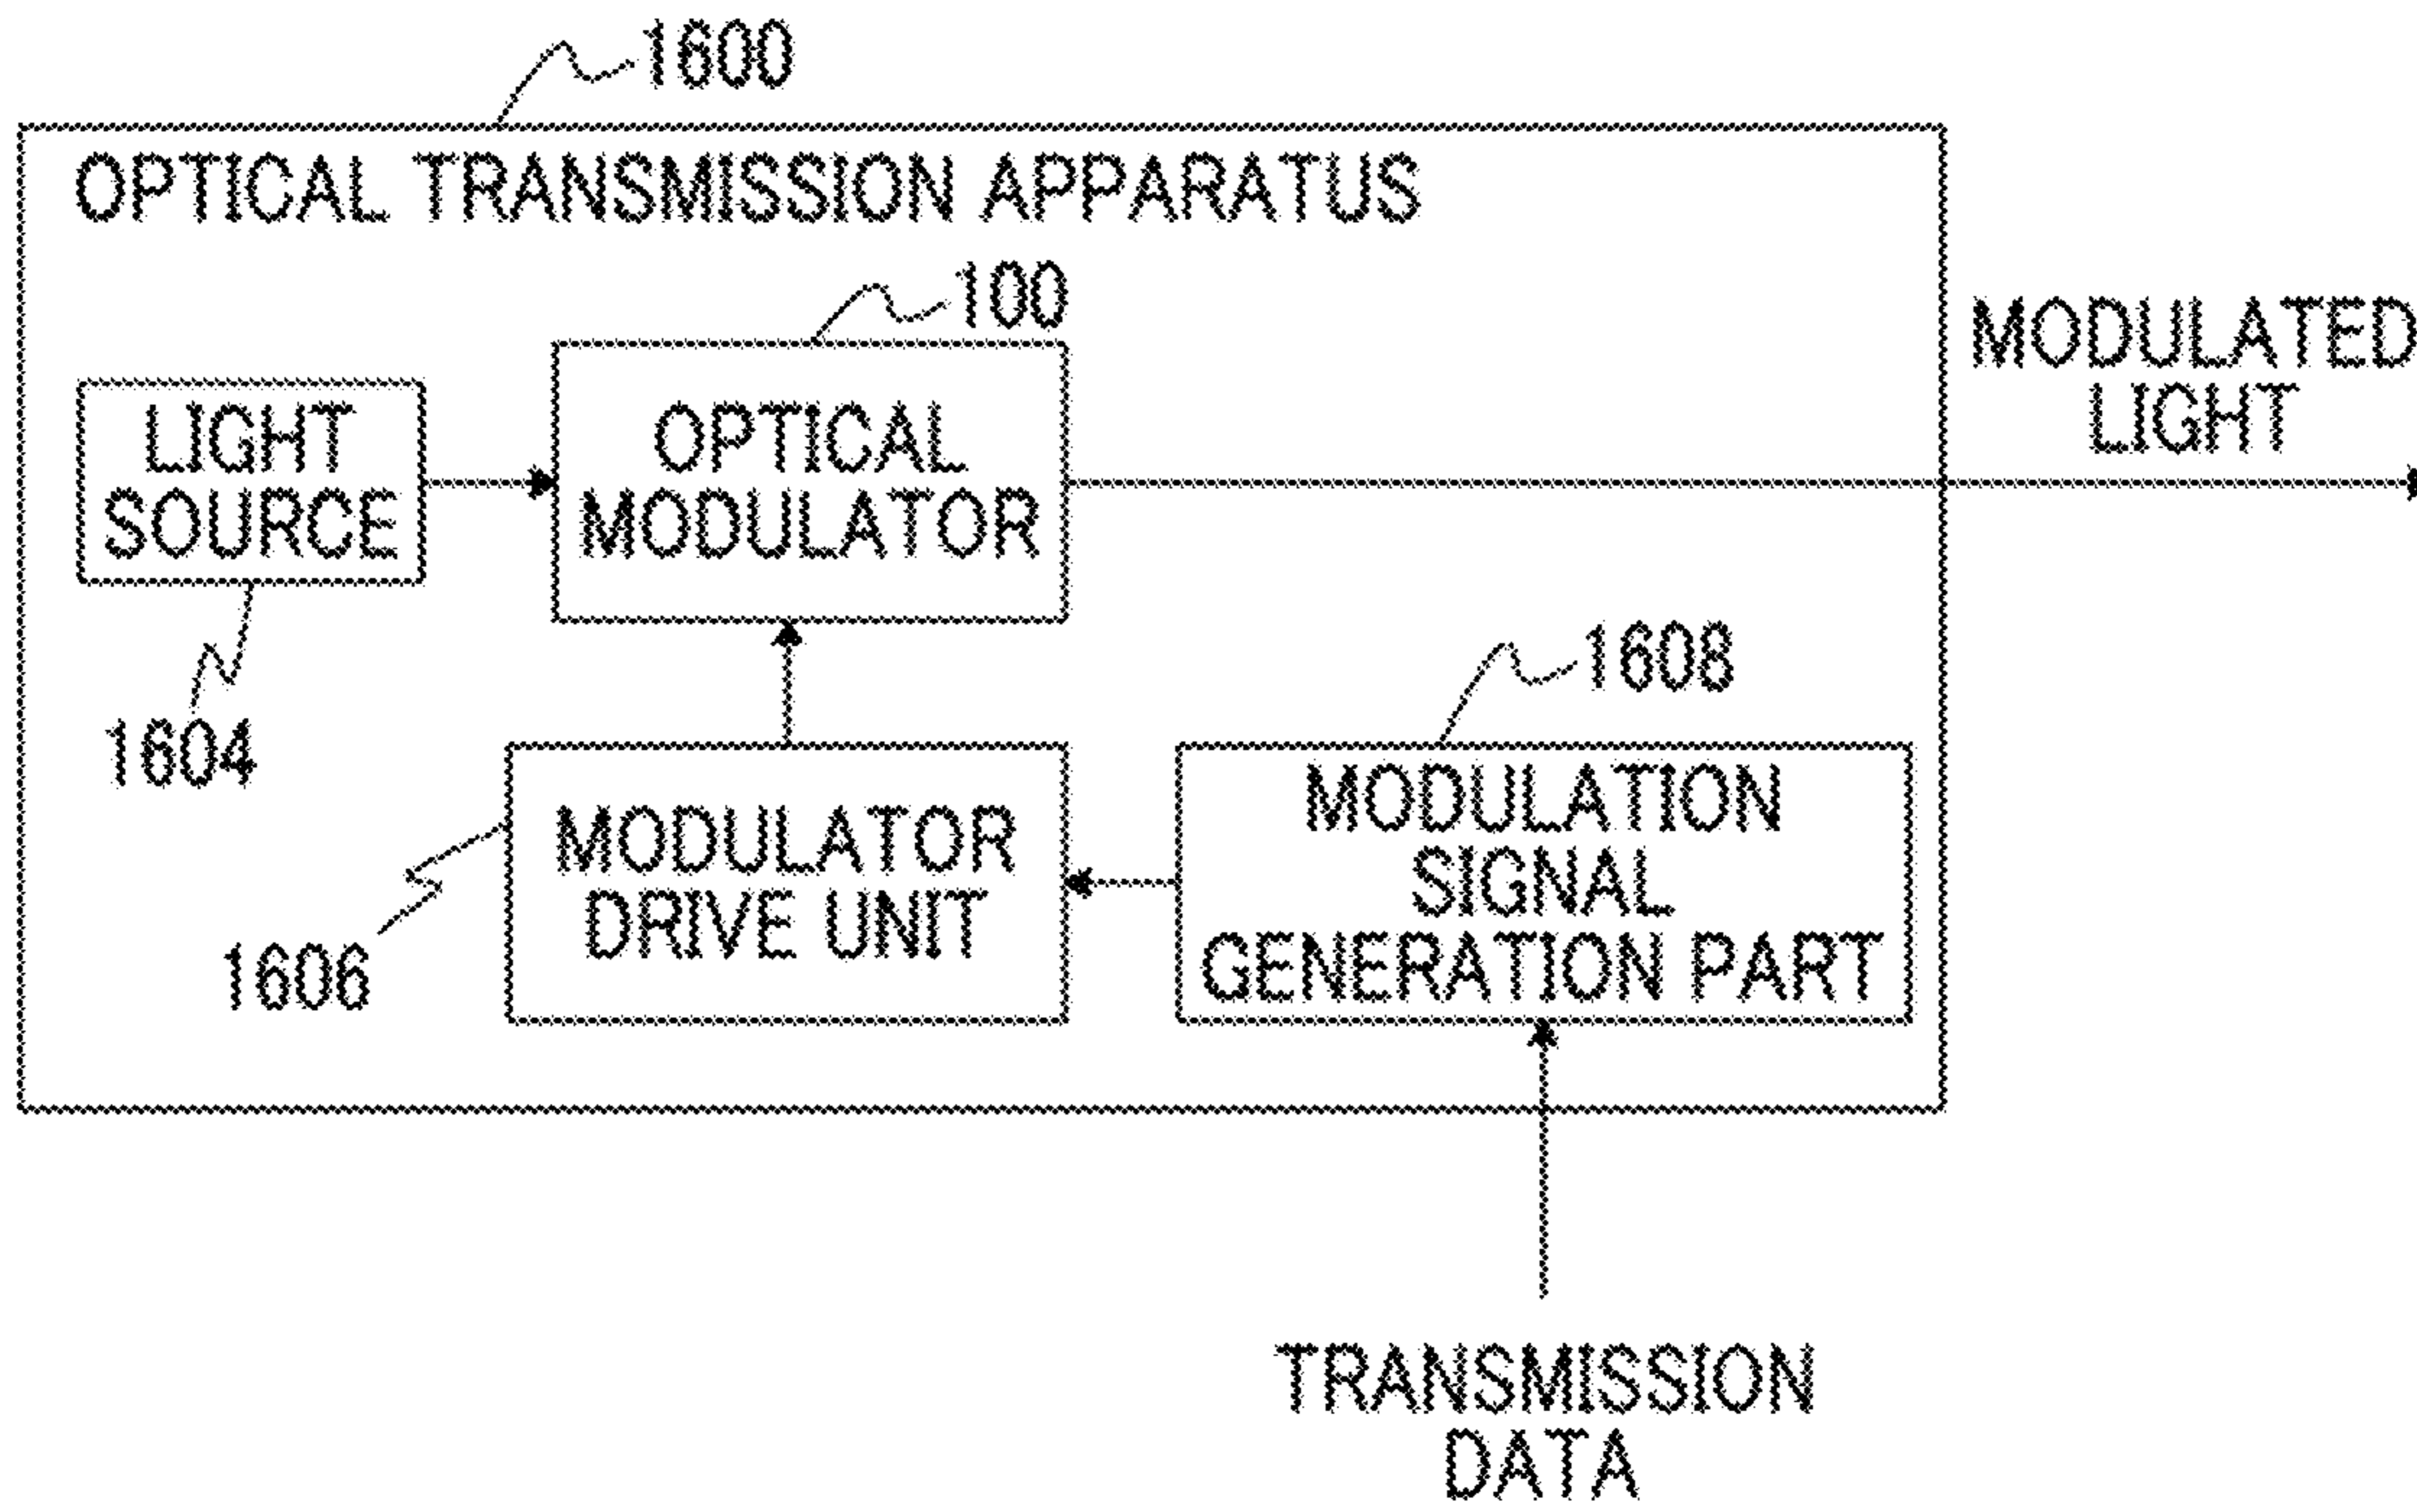 1600
OPTICAL TRANSMISSION APPARATUS
100
MODULATED
LIGHT
LIGHT
SOURCE
OPTICAL
MODULATOR
1604
1608
MODULATOR
DRIVE UNIT
1606
MODULATION
SIGNAL
GENERATION PART
TRANSMISSION
DATA